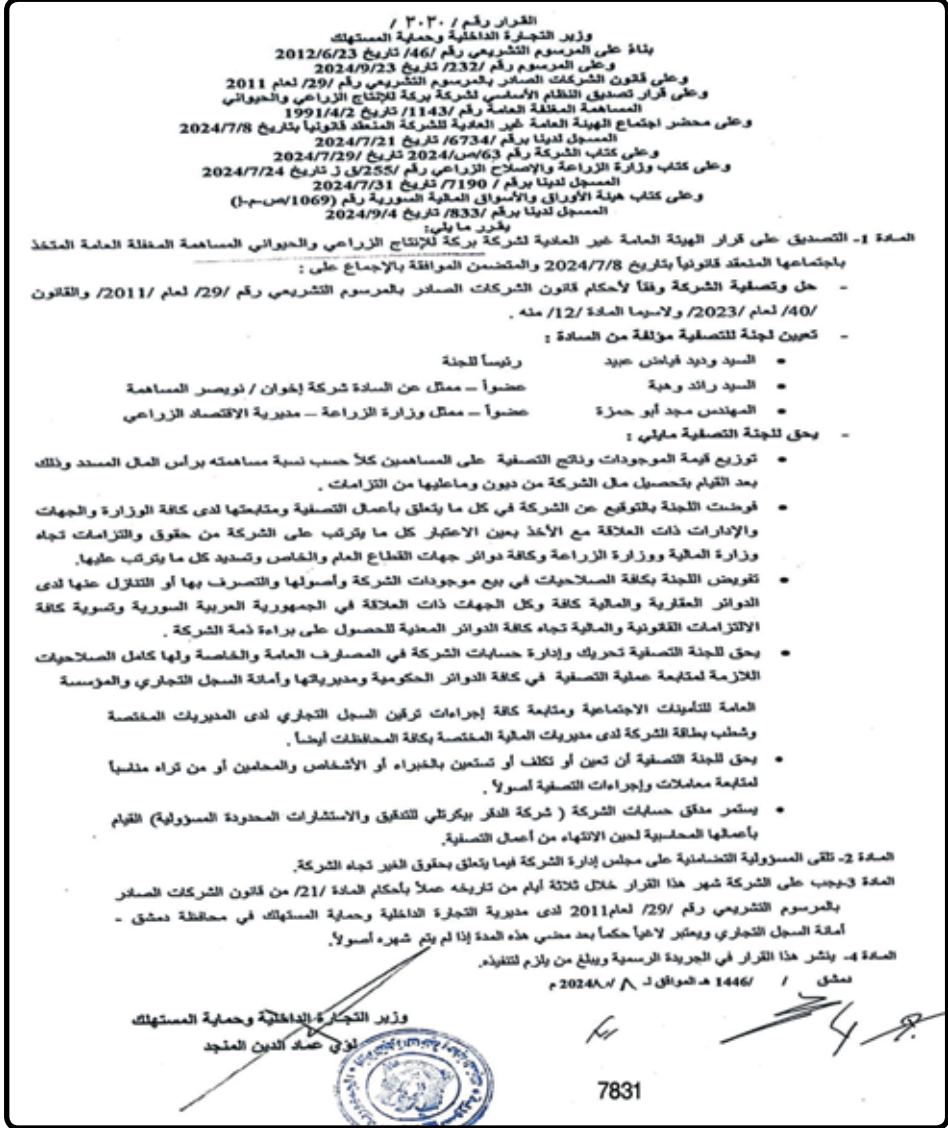 القرار رقم / ٣٠٣٠ /
وزير التجارة الداخلية وحماية المستهلك
بناءً على المرسوم التشريعي رقم /46/ تاريخ 2012/6/23
وعلى المرسوم رقم /232/ تاريخ 2024/9/23
وعلى قانون الشركات الصادر بالمرسوم التشريعي رقم /29/ لعام 2011
وعلى قرار تصديق النظام الأساسي لشركة بركة للإنتاج الزراعي والحيواني
المساهمة المغفلة العامة رقم /1143/ تاريخ 1991/4/2
وعلى محضر اجتماع الهيئة العامة غير العادية للشركة المنعقد قانونياً بتاريخ 2024/7/8
المسجل لدينا برقم /6734/ تاريخ 2024/7/21
وعلى كتاب الشركة رقم 63/ص/2024 تاريخ /2024/7/29
وعلى كتاب وزارة الزراعة والإصلاح الزراعي رقم /255/ق ز تاريخ 2024/7/24
المسجل لدينا برقم / 7190/ تاريخ 2024/7/31
وعلى كتاب هيئة الأوراق والأسواق المالية السورية رقم (1069/ص-م-إ)
المسجل لدينا برقم /833/ تاريخ 2024/9/4
يقرر ما يلي:
المادة 1- التصديق على قرار الهيئة العامة غير العادية لشركة بركة للإنتاج الزراعي والحيواني المساهمة المغفلة العامة المتخذ
باجتماعها المنعقد قانونياً بتاريخ 2024/7/8 والمتضمن الموافقة بالإجماع على :
- حل وتصفية الشركة وفقاً لأحكام قانون الشركات الصادر بالمرسوم التشريعي رقم /29/ لعام /2011/ والقانون
/40/ لعام /2023/ ولاسيما المادة /12/ منه .
- تعيين لجنة للتصفية مؤلفة من السادة :
• السيد وديد فياض عبيد رئيساً للجنة
• السيد رائد وهبة عضواً – ممثل عن السادة شركة إخوان / نويصر المساهمة
• المهندس مجد أبو حمزة عضواً – ممثل وزارة الزراعة – مديرية الاقتصاد الزراعي
- يحق للجنة التصفية مايلي :
• توزيع قيمة الموجودات وناتج التصفية على المساهمين كلاً حسب نسبة مساهمته برأس المال المسدد وذلك
بعد القيام بتحصيل مال الشركة من ديون وماعليها من التزامات .
• فوضت اللجنة بالتوقيع عن الشركة في كل ما يتعلق بأعمال التصفية ومتابعتها لدى كافة الوزارة والجهات
والإدارات ذات العلاقة مع الأخذ بعين الاعتبار كل ما يترتب على الشركة من حقوق والتزامات تجاه
وزارة المالية ووزارة الزراعة وكافة دوائر جهات القطاع العام والخاص وتسديد كل ما يترتب عليها.
• تفويض اللجنة بكافة الصلاحيات في بيع موجودات الشركة وأصولها والتصرف بها أو التنازل عنها لدى
الدوائر العقارية والمالية كافة وكل الجهات ذات العلاقة في الجمهورية العربية السورية وتسوية كافة
الالتزامات القانونية والمالية تجاه كافة الدوائر المعنية للحصول على براءة ذمة الشركة .
• يحق للجنة التصفية تحريك وإدارة حسابات الشركة في المصارف العامة والخاصة ولها كامل الصلاحيات
اللازمة لمتابعة عملية التصفية في كافة الدوائر الحكومية ومديرياتها وأمانة السجل التجاري والمؤسسة
العامة للتأمينات الاجتماعية ومتابعة كافة إجراءات ترقين السجل التجاري لدى المديريات المختصة
وشطب بطاقة الشركة لدى مديريات المالية المختصة بكافة المحافظات أيضاً .
• يحق للجنة التصفية أن تعين أو تكلف أو تستعين بالخبراء أو الأشخاص والمحامين أو من تراه مناسباً
لمتابعة معاملات وإجراءات التصفية أصولاً .
• يستمر مدقق حسابات الشركة ( شركة الدقر بيكرتلي للتدقيق والاستشارات المحدودة المسؤولية) القيام
بأعمالها المحاسبية لحين الانتهاء من أعمال التصفية.
المادة 2- تلقى المسؤولية التضامنية على مجلس إدارة الشركة فيما يتعلق بحقوق الغير تجاه الشركة.
المادة 3-يجب على الشركة شهر هذا القرار خلال ثلاثة أيام من تاريخه عملاً بأحكام المادة /21/ من قانون الشركات الصادر
بالمرسوم التشريعي رقم /29/ لعام2011 لدى مديرية التجارة الداخلية وحماية المستهلك في محافظة دمشق -
أمانة السجل التجاري ويعتبر لاغياً حكماً بعد مضي هذه المدة إذا لم يتم شهره أصولاً.
المادة 4- ينشر هذا القرار في الجريدة الرسمية ويبلغ من يلزم لتنفيذه.
دمشق / /1446 هـ الموافق لـ ٨ /٨/2024 م
وزير التجارة الداخلية وحماية المستهلك
لؤي عماد الدين المنجد
7831